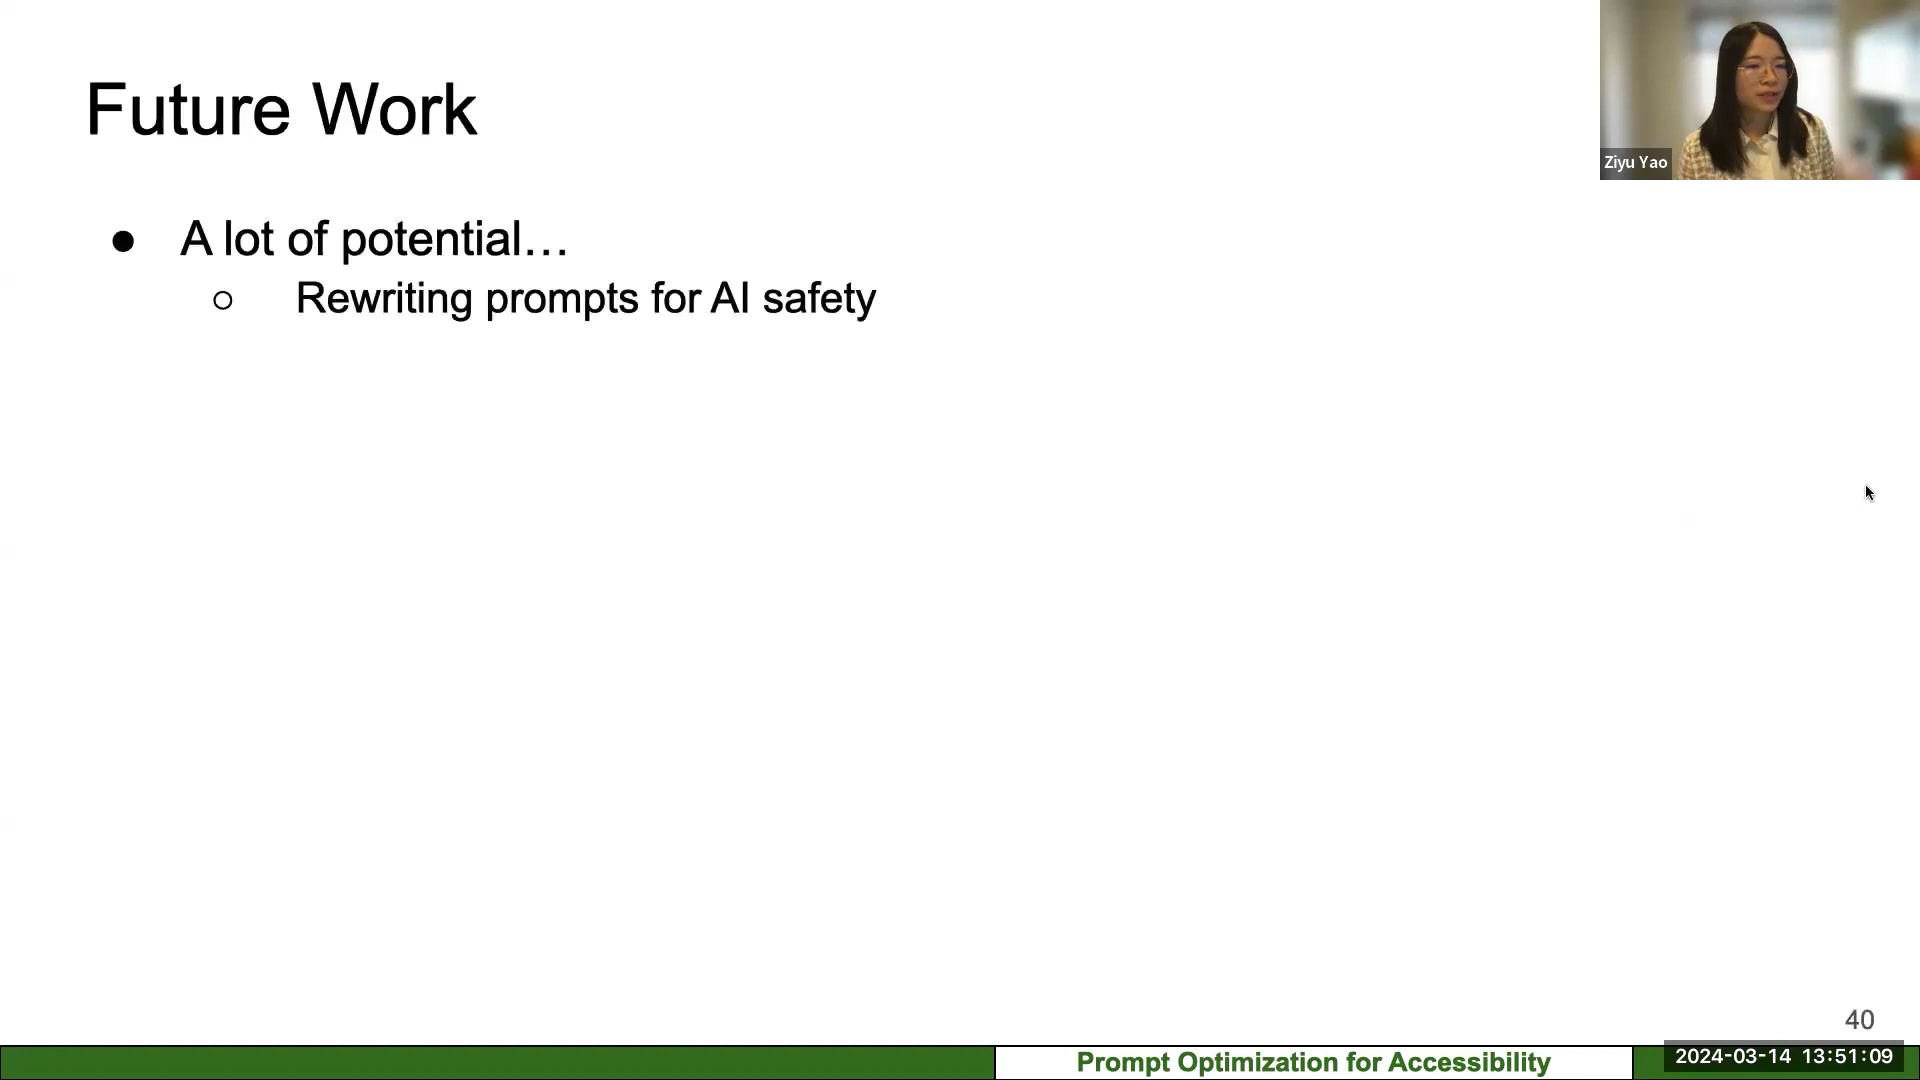 Future Work
Ziyu Yao
● A lot of potential…
○ Rewriting prompts for AI safety
40
Prompt Optimization for Accessibility
2024-03-14 13:51:09